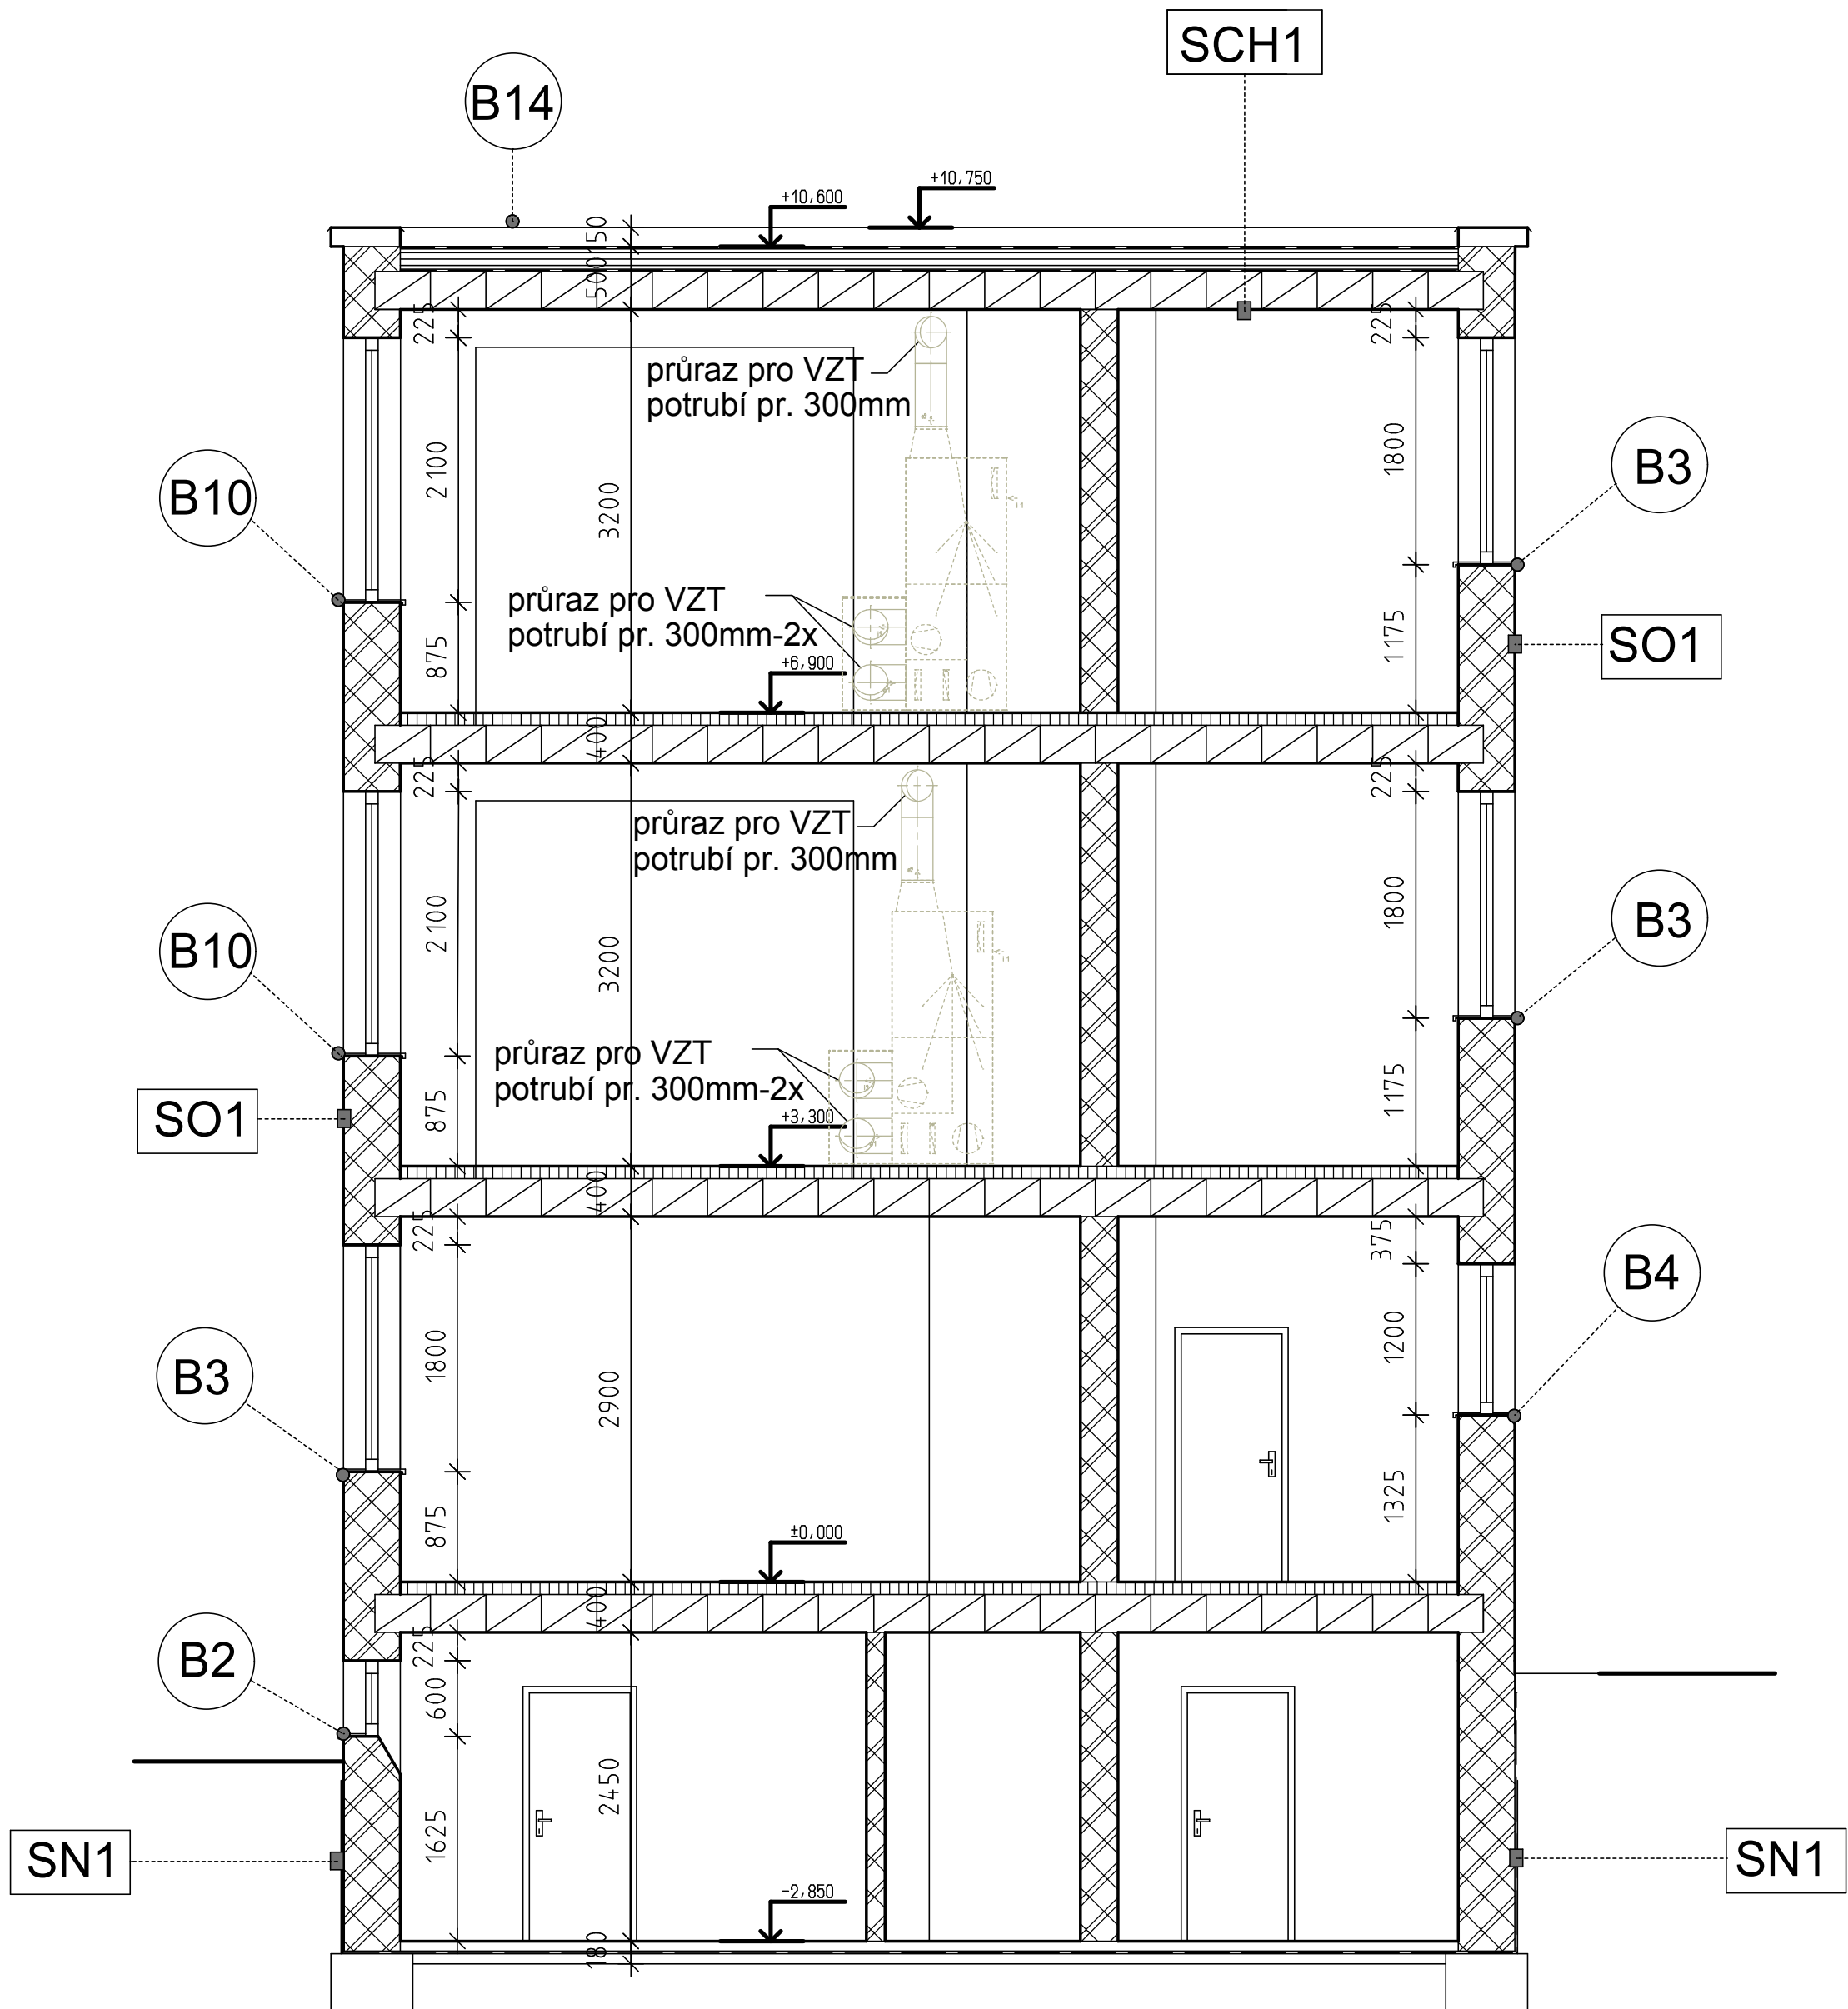 SCH1
B14
+10,750
+10,600
150
500
225
225
průraz pro VZT
potrubí pr. 300mm
2100
1800
3200
B10
B3
průraz pro VZT
potrubí pr. 300mm-2x
875
1175
SO1
+6,900
400
225
225
průraz pro VZT
potrubí pr. 300mm
2100
1800
3200
B10
B3
průraz pro VZT
potrubí pr. 300mm-2x
875
1175
SO1
+3,300
400
225
375
B4
1800
1200
2900
B3
875
1325
±0,000
400
225
B2
600
2450
1625
SN1
SN1
-2,850
180